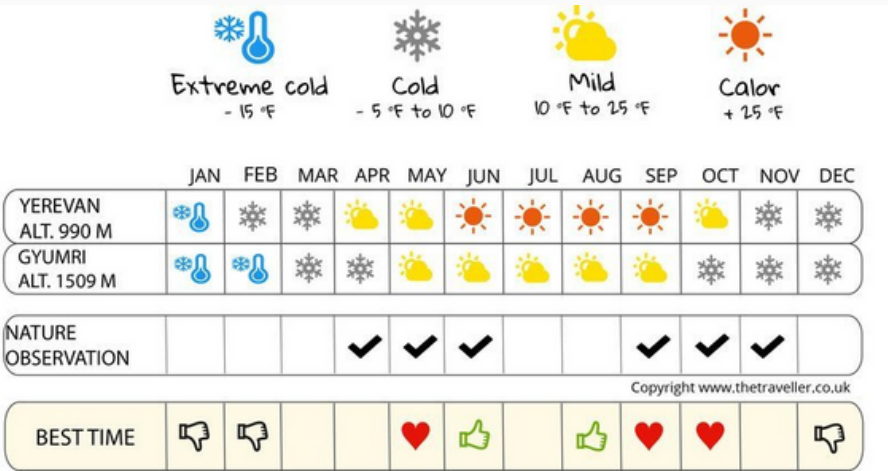 Extreme cold Cold Mild Calor
- 15 °F - 5 °F to 10 °F 10 °F to 25 °F + 25 °F
JAN FEB MAR APR MAY JUN JUL AUG SEP OCT NOV DEC
YEREVAN
ALT. 990 M
GYUMRI
ALT. 1509 M
NATURE
OBSERVATION
Copyright www.thetraveller.co.uk
BEST TIME